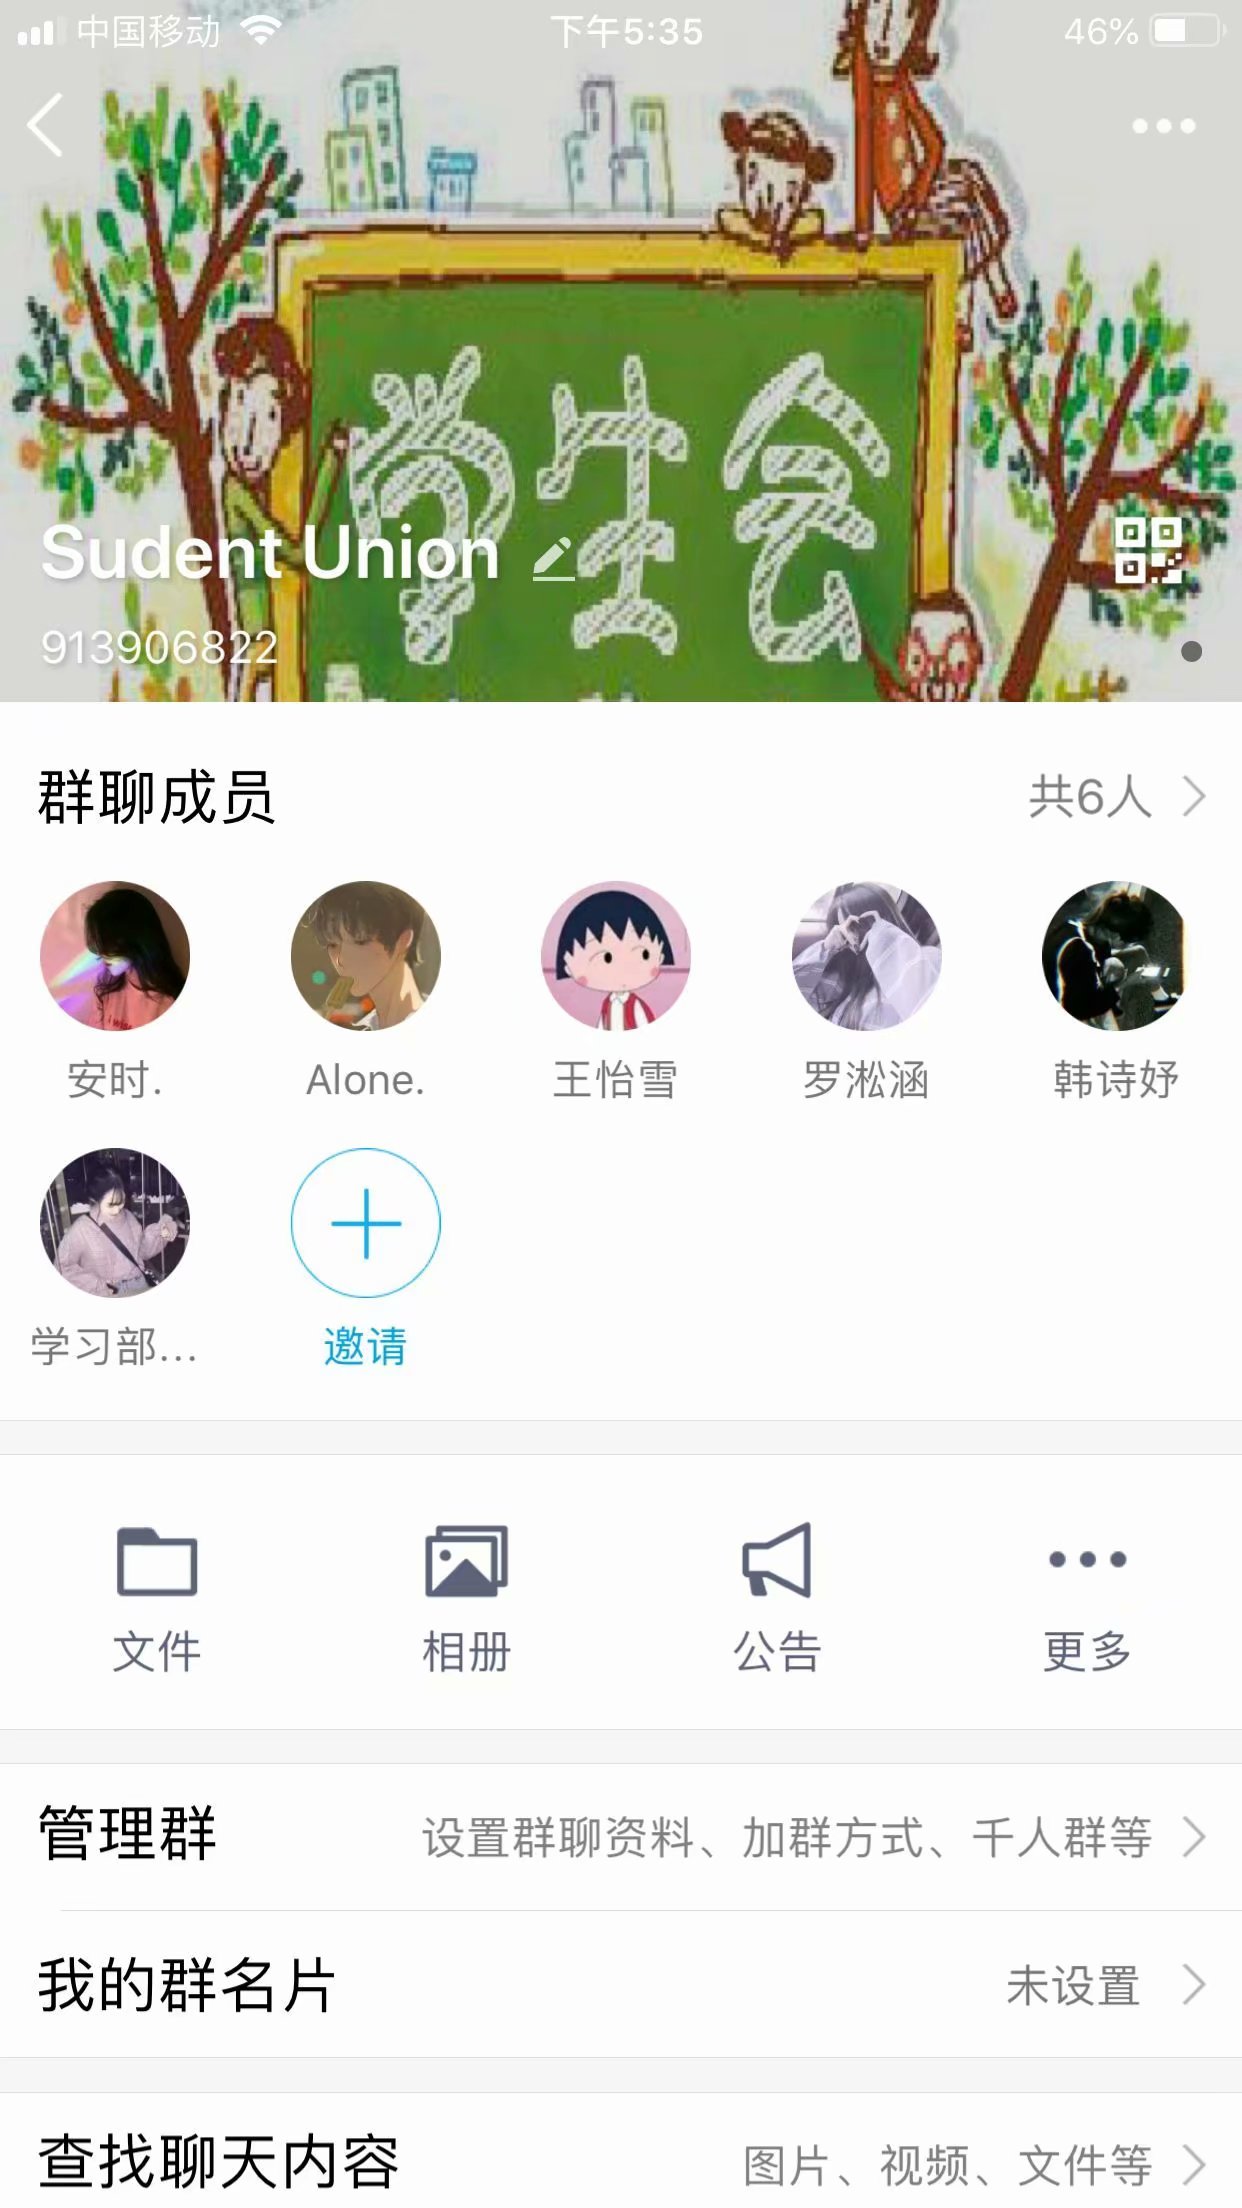 中国移动 下午5:35 46%
学生会
Sudent Union
913906822
群聊成员 共6人
安时. Alone. 王怡雪 罗淞涵 韩诗妤
学习部... 邀请
文件 相册 公告 更多
管理群 设置群聊资料、加群方式、千人群等
我的群名片 未设置
查找聊天内容 图片、视频、文件等